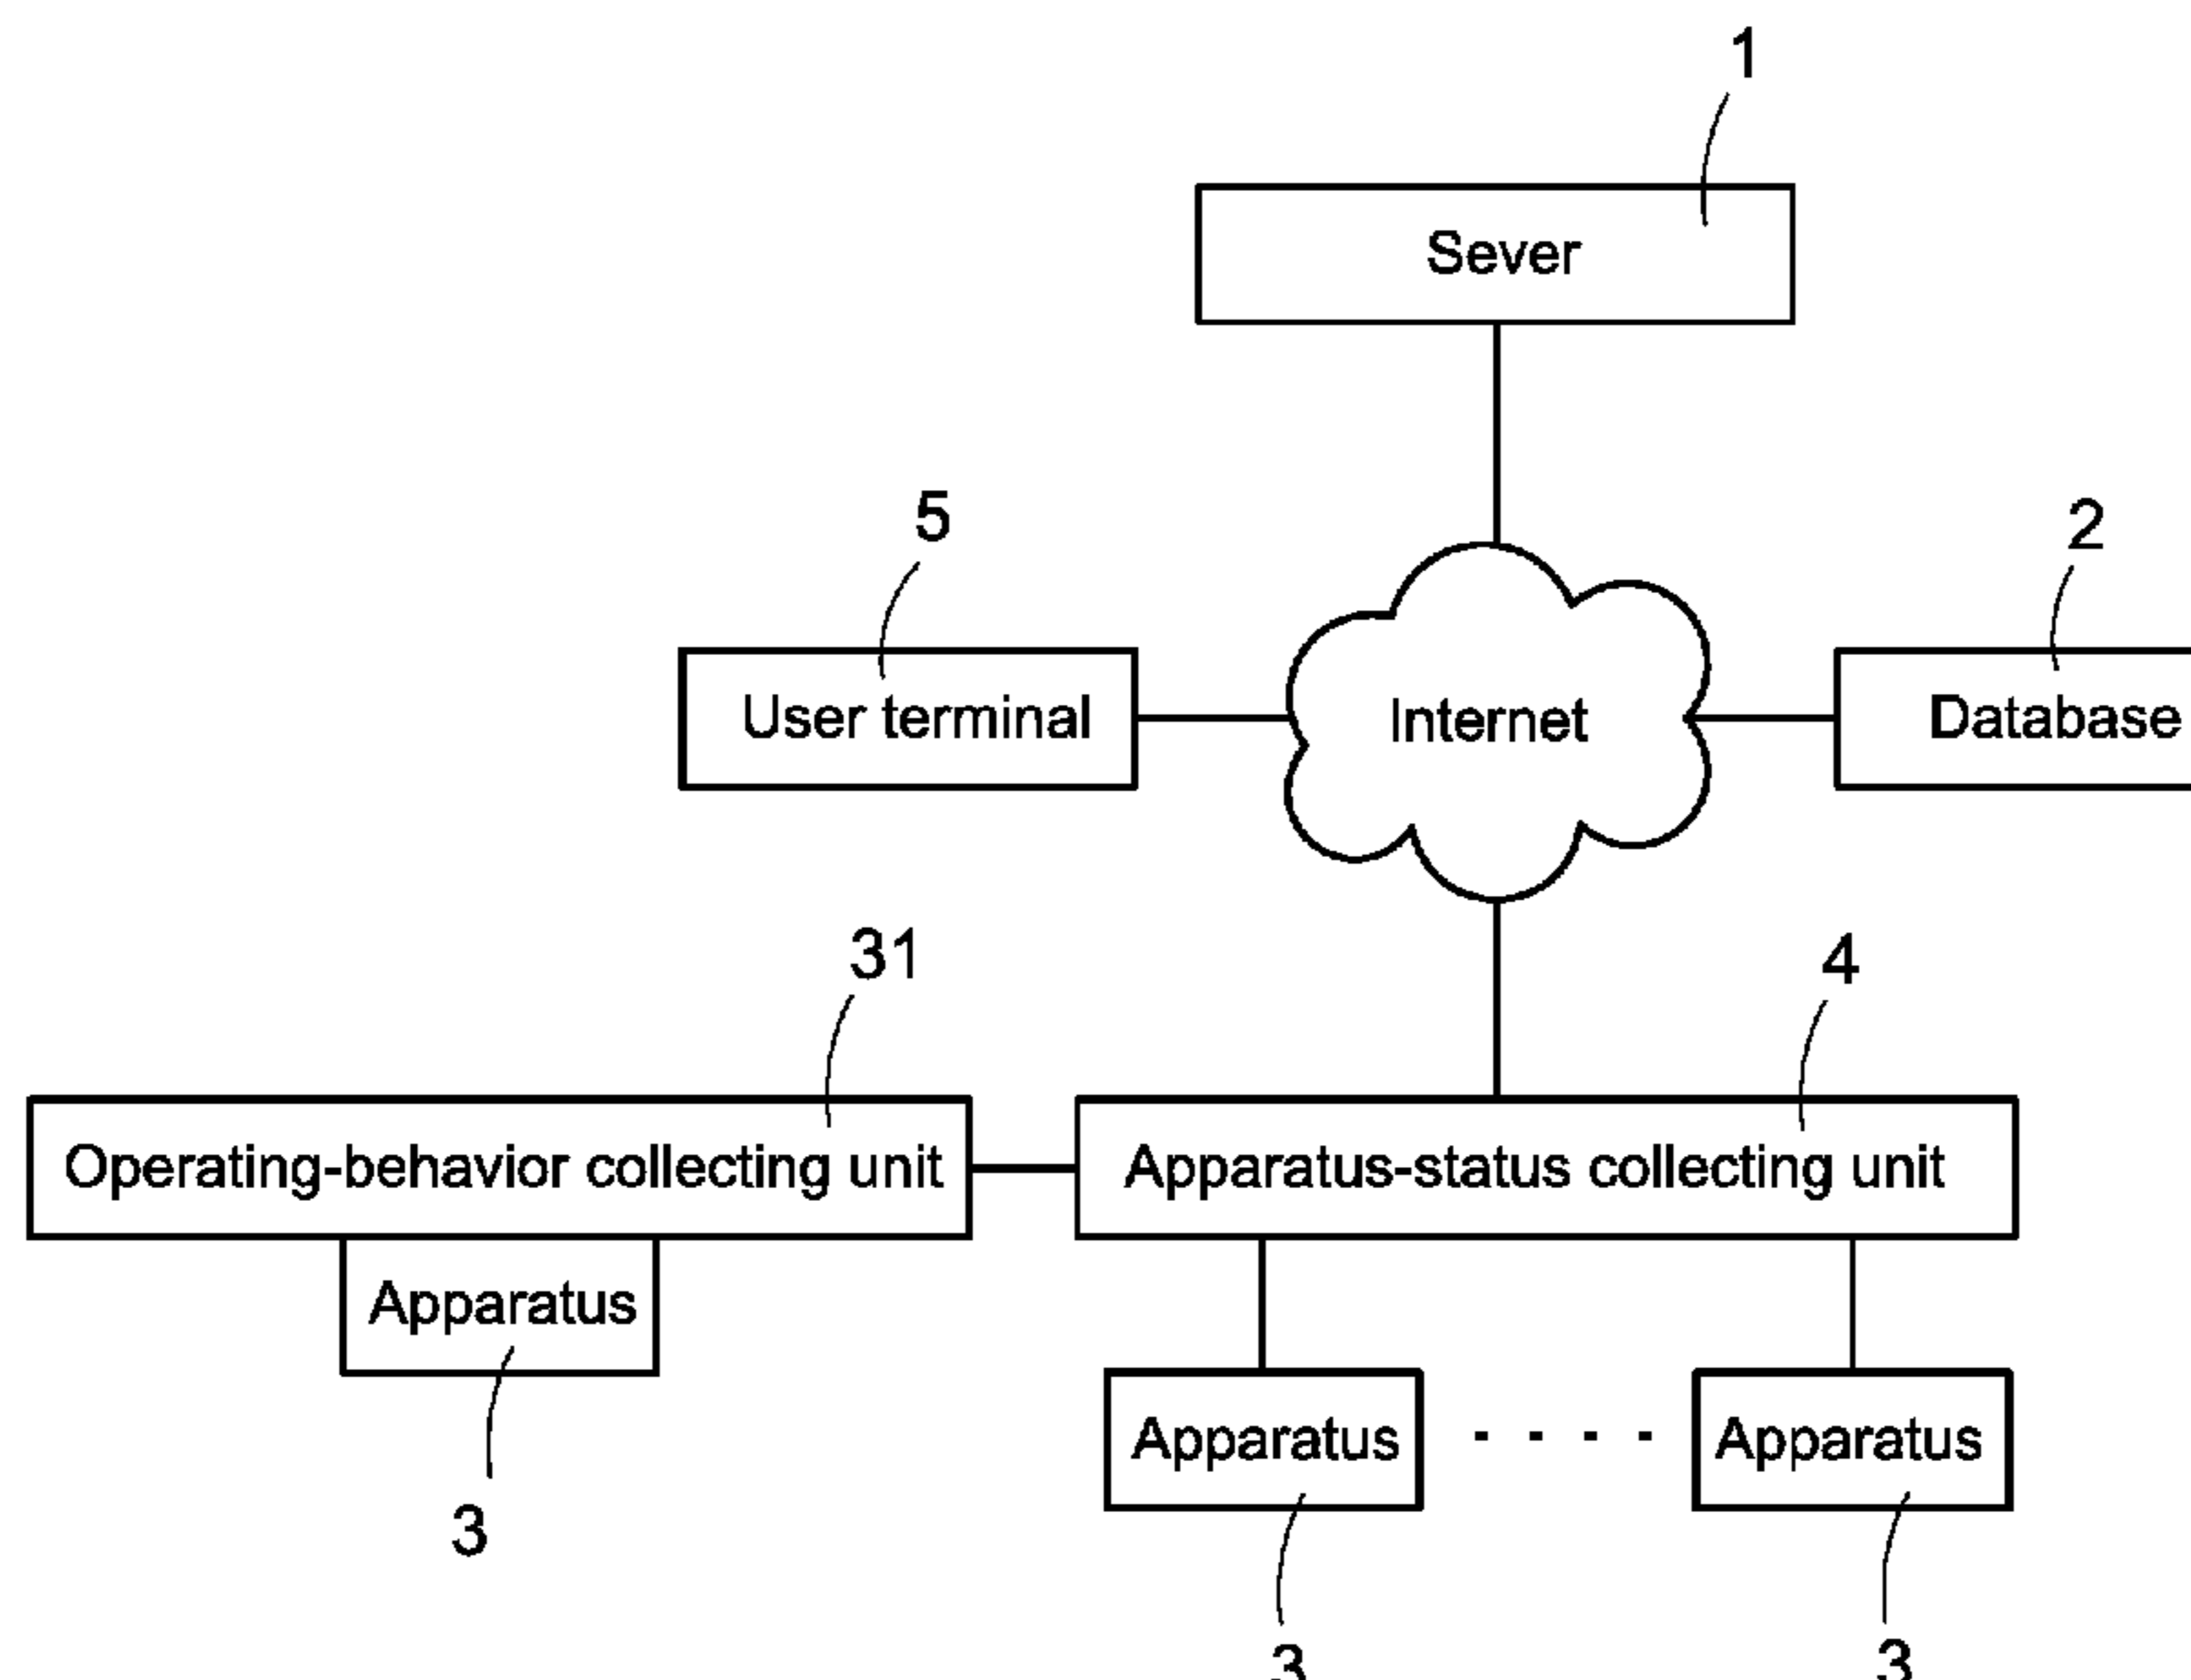 1
Sever
5
2
User terminal
Internet
Database
31
4
Operating-behavior collecting unit
Apparatus-status collecting unit
Apparatus
Apparatus
. . . .
Apparatus
3
3
3